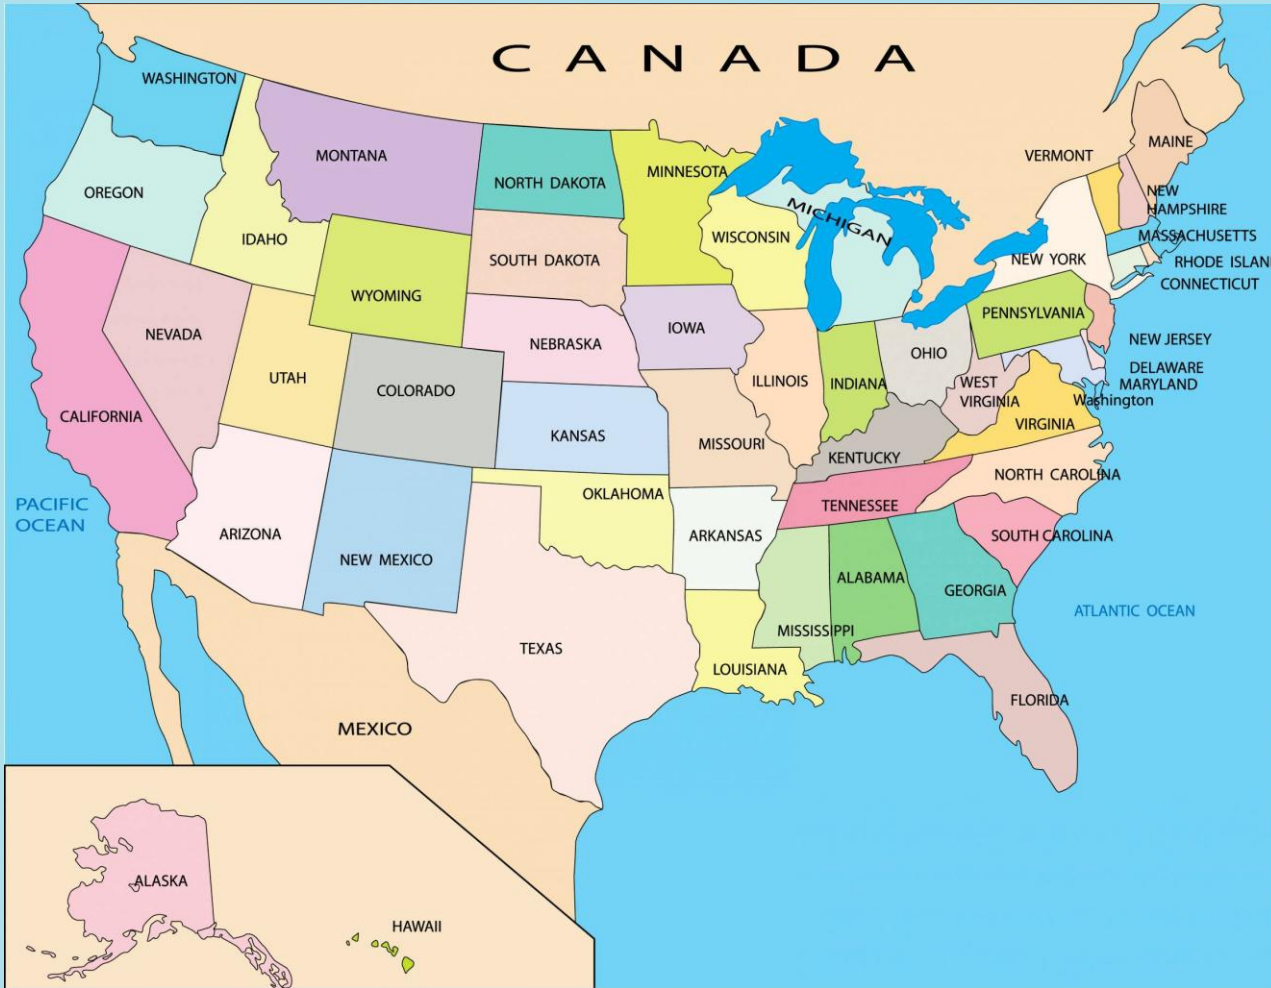 CANADA
WASHINGTON
MONTANA
NORTH DAKOTA
MINNESOTA
VERMONT
MAINE
OREGON
IDAHO
MICHIGAN
NEW
HAMPSHIRE
WISCONSIN
MASSACHUSETTS
SOUTH DAKOTA
NEW YORK
RHODE ISLAN
CONNECTICUT
WYOMING
PENNSYLVANIA
NEVADA
IOWA
NEBRASKA
NEW JERSEY
OHIO
DELAWARE
UTAH
COLORADO
ILLINOIS
INDIANA
WEST
VIRGINIA
MARYLAND
Washington
CALIFORNIA
KANSAS
MISSOURI
VIRGINIA
KENTUCKY
NORTH CAROLINA
OKLAHOMA
TENNESSEE
PACIFIC
OCEAN
ARIZONA
NEW MEXICO
ARKANSAS
SOUTH CAROLINA
ALABAMA
GEORGIA
ATLANTIC OCEAN
MISSISSIPPI
TEXAS
LOUISIANA
FLORIDA
MEXICO
ALASKA
HAWAII